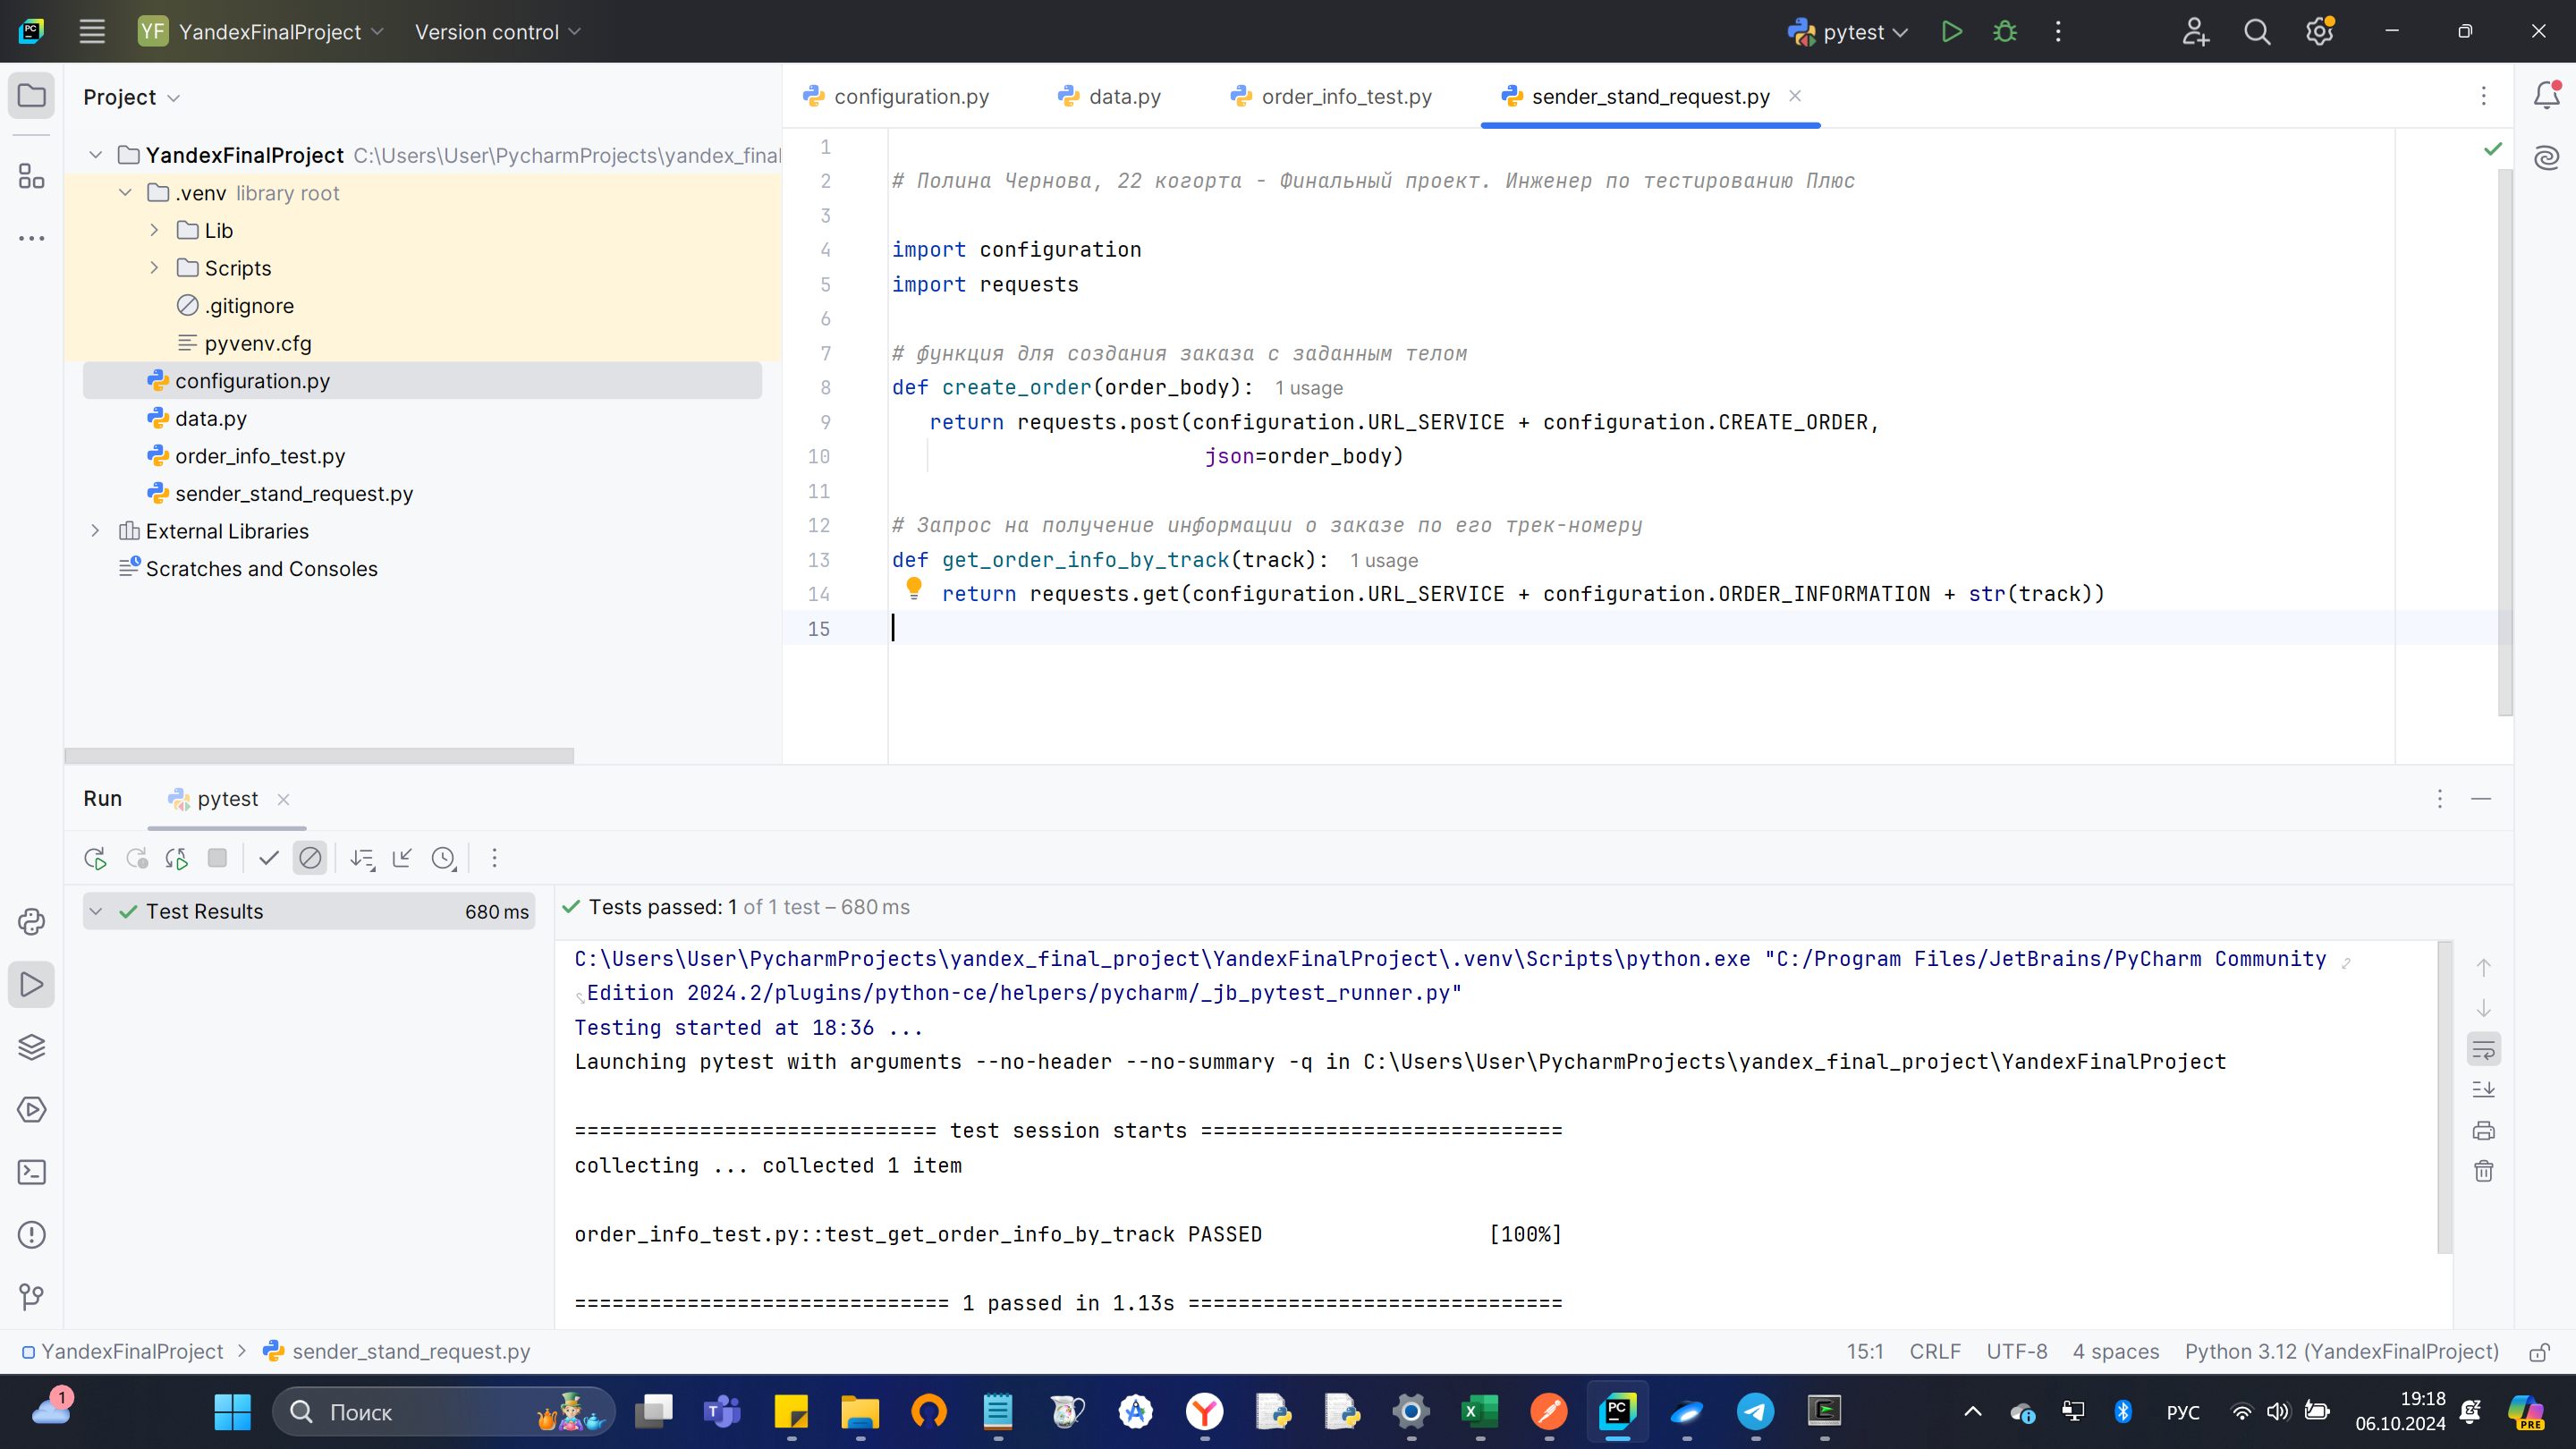 PC
YF YandexFinalProject
Version control
pytest
Project
configuration.py
data.py
order_info_test.py
sender_stand_request.py
YandexFinalProject C:\Users\User\PycharmProjects\yandex_final
.venv library root
Lib
Scripts
.gitignore
pyvenv.cfg
configuration.py
data.py
order_info_test.py
sender_stand_request.py
External Libraries
Scratches and Consoles
1
2 # Полина Чернова, 22 когорта - Финальный проект. Инженер по тестированию Плюс
3
4 import configuration
5 import requests
6
7 # функция для создания заказа с заданным телом
8 def create_order(order_body): 1 usage
9 return requests.post(configuration.URL_SERVICE + configuration.CREATE_ORDER,
10 json=order_body)
11
12 # Запрос на получение информации о заказе по его трек-номеру
13 def get_order_info_by_track(track): 1 usage
14 return requests.get(configuration.URL_SERVICE + configuration.ORDER_INFORMATION + str(track))
15
Run
pytest
Test Results 680 ms
Tests passed: 1 of 1 test – 680 ms
C:\Users\User\PycharmProjects\yandex_final_project\YandexFinalProject\.venv\Scripts\python.exe "C:/Program Files/JetBrains/PyCharm Community
Edition 2024.2/plugins/python-ce/helpers/pycharm/_jb_pytest_runner.py"
Testing started at 18:36 ...
Launching pytest with arguments --no-header --no-summary -q in C:\Users\User\PycharmProjects\yandex_final_project\YandexFinalProject
============================= test session starts =============================
collecting ... collected 1 item
order_info_test.py::test_get_order_info_by_track PASSED [100%]
============================== 1 passed in 1.13s ==============================
YandexFinalProject > sender_stand_request.py
15:1 CRLF UTF-8 4 spaces Python 3.12 (YandexFinalProject)
1
Поиск
PC
РУС
19:18
06.10.2024
PRE